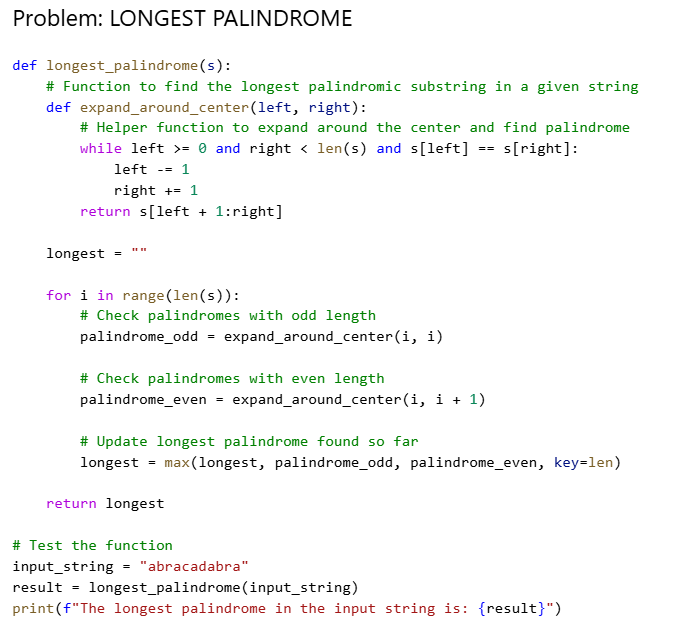 Problem: LONGEST PALINDROME
def longest_palindrome(s):
    # Function to find the longest palindromic substring in a given string
    def expand_around_center(left, right):
        # Helper function to expand around the center and find palindrome
        while left >= 0 and right < len(s) and s[left] == s[right]:
            left -= 1
            right += 1
        return s[left + 1:right]
    longest = ""
    for i in range(len(s)):
        # Check palindromes with odd length
        palindrome_odd = expand_around_center(i, i)
        # Check palindromes with even length
        palindrome_even = expand_around_center(i, i + 1)
        # Update longest palindrome found so far
        longest = max(longest, palindrome_odd, palindrome_even, key=len)
    return longest
# Test the function
input_string = "abracadabra"
result = longest_palindrome(input_string)
print(f"The longest palindrome in the input string is: {result}")